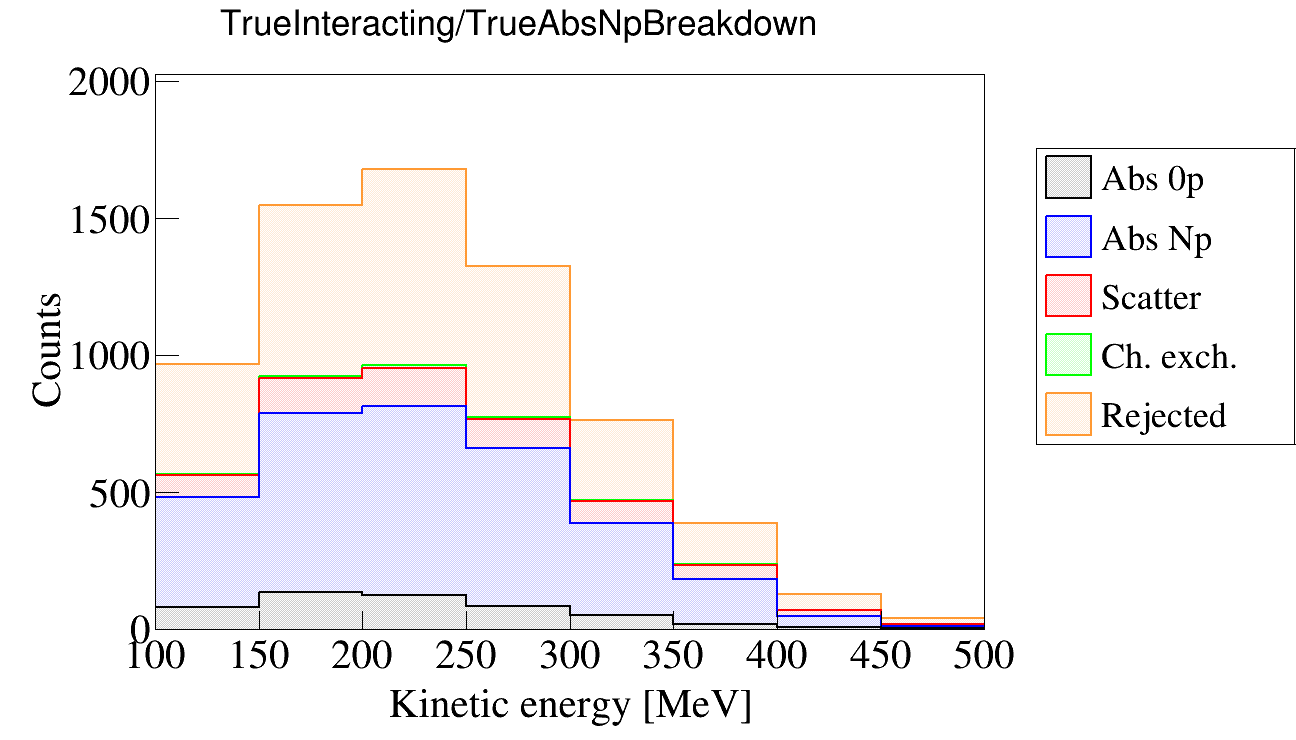 TrueInteracting/TrueAbsNpBreakdown
2000
1500
1000
500
0
Counts
100 150 200 250 300 350 400 450 500
Kinetic energy [MeV]
Abs 0p
Abs Np
Scatter
Ch. exch.
Rejected